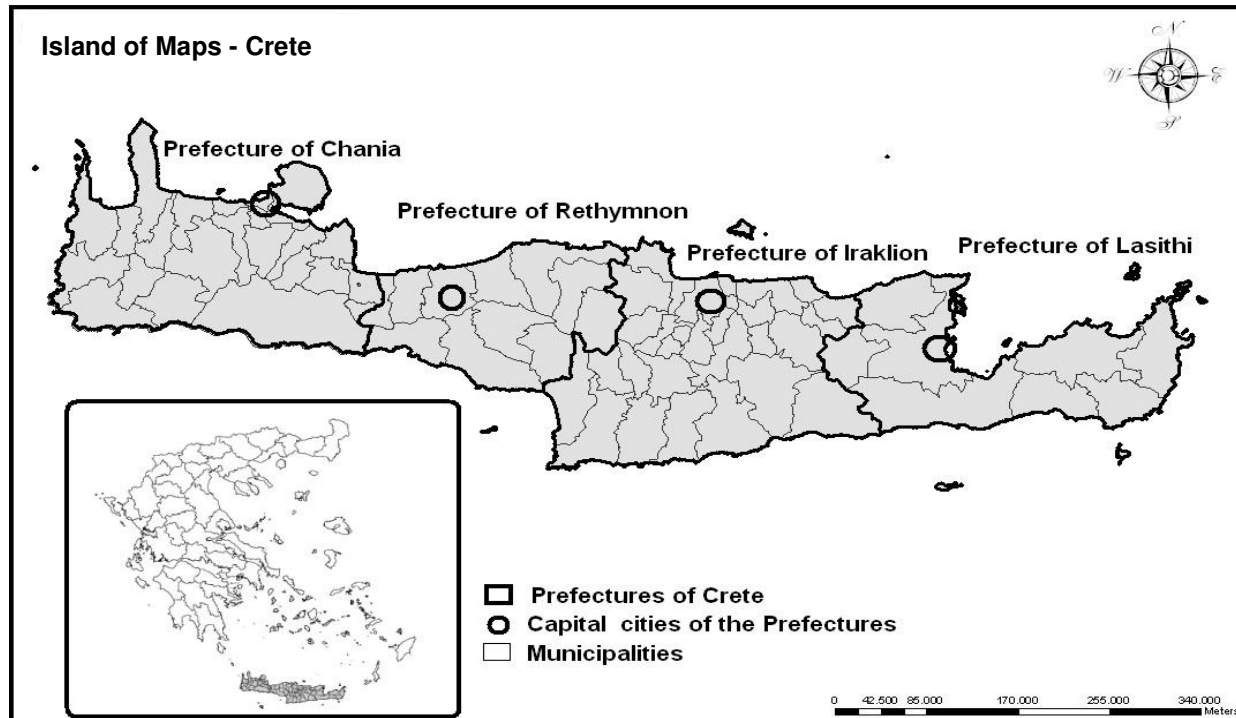 Island of Maps - Crete
N
W E
S
Prefecture of Chania
Prefecture of Rethymnon
Prefecture of Iraklion
Prefecture of Lasithi
Prefectures of Crete
Capital cities of the Prefectures
Municipalities
0 42.500 85.000 170.000 255.000 340.000
Meters